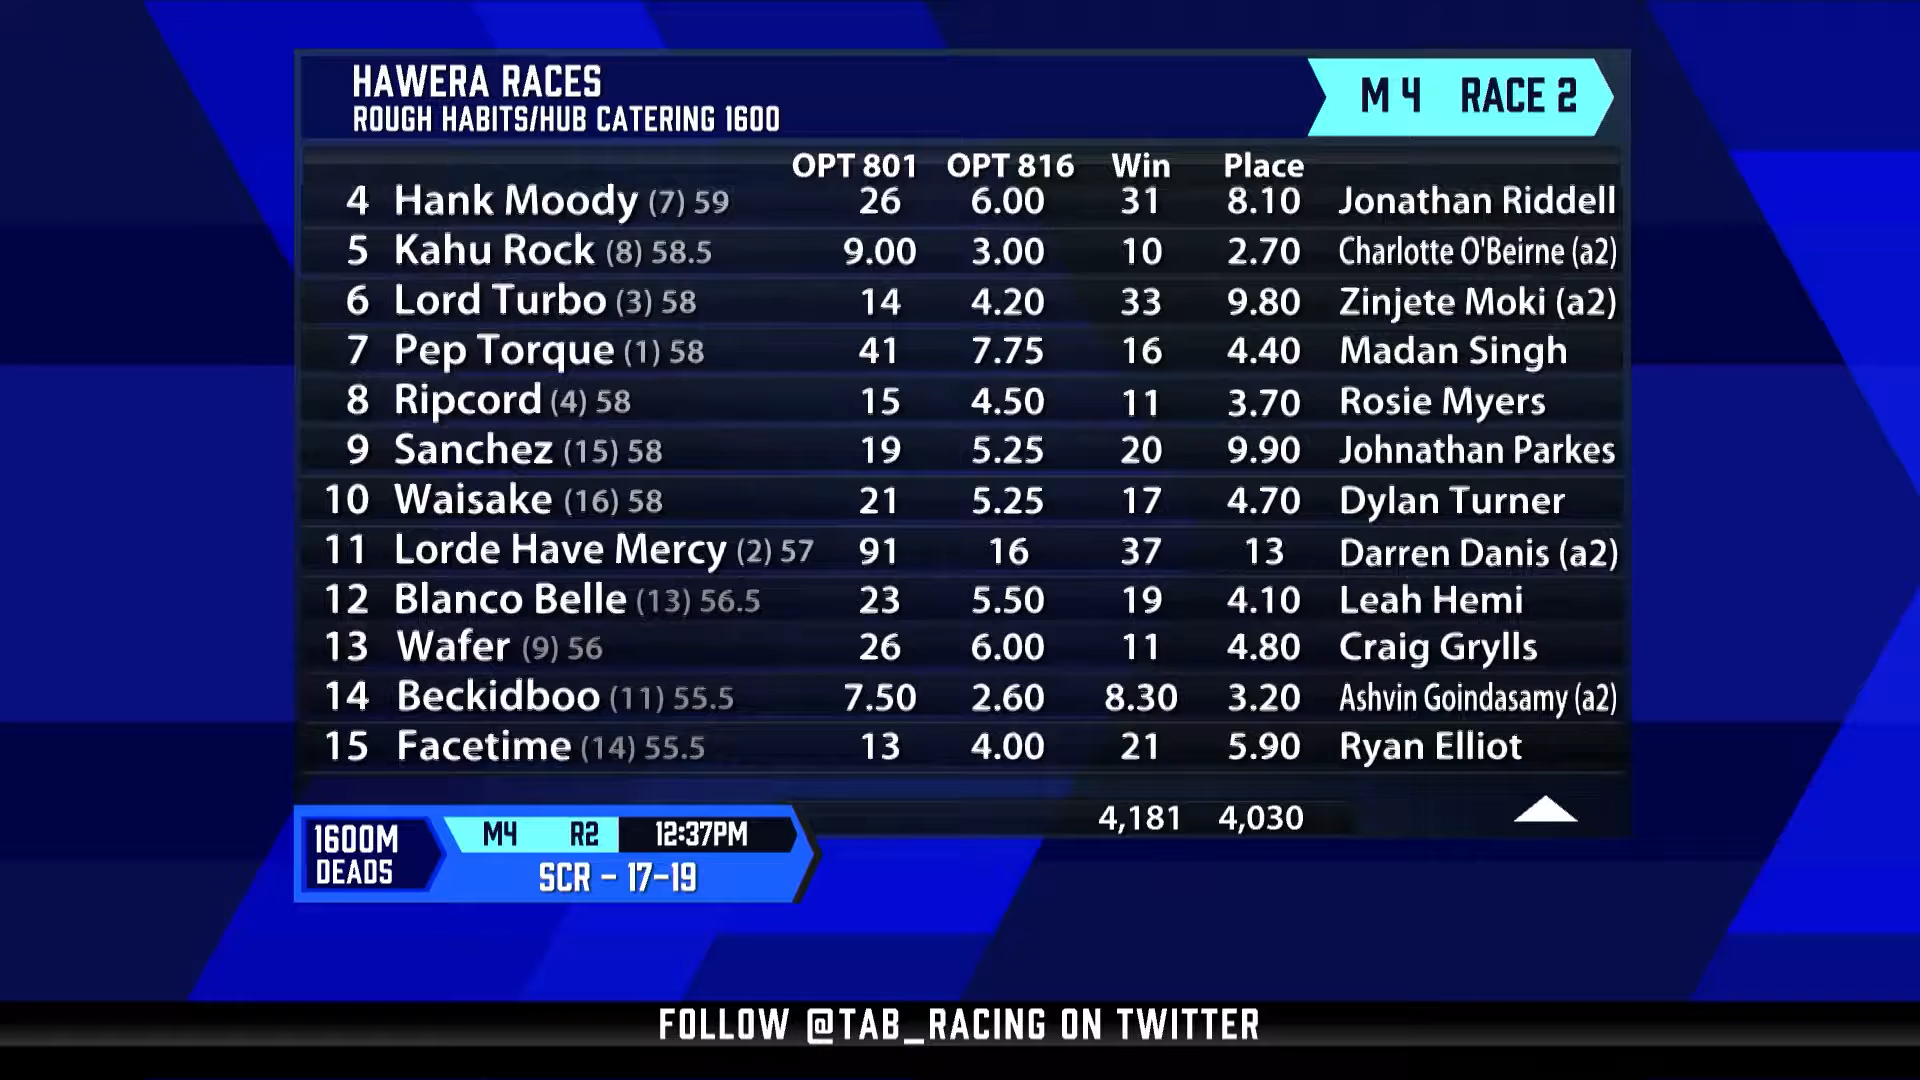 HAWERA RACES
ROUGH HABITS/HUB CATERING 1600
M 4 RACE 2
OPT 801 OPT 816 Win Place
4 Hank Moody (7) 59 26 6.00 31 8.10 Jonathan Riddell
5 Kahu Rock (8) 58.5 9.00 3.00 10 2.70 Charlotte O'Beirne (a2)
6 Lord Turbo (3) 58 14 4.20 33 9.80 Zinjete Moki (a2)
7 Pep Torque (1) 58 41 7.75 16 4.40 Madan Singh
8 Ripcord (4) 58 15 4.50 11 3.70 Rosie Myers
9 Sanchez (15) 58 19 5.25 20 9.90 Johnathan Parkes
10 Waisake (16) 58 21 5.25 17 4.70 Dylan Turner
11 Lorde Have Mercy (2) 57 91 16 37 13 Darren Danis (a2)
12 Blanco Belle (13) 56.5 23 5.50 19 4.10 Leah Hemi
13 Wafer (9) 56 26 6.00 11 4.80 Craig Grylls
14 Beckidboo (11) 55.5 7.50 2.60 8.30 3.20 Ashvin Goindasamy (a2)
15 Facetime (14) 55.5 13 4.00 21 5.90 Ryan Elliot
4,181 4,030
1600M
DEADS
M4 R2 12:37PM
SCR - 17-19
FOLLOW @TAB_RACING ON TWITTER